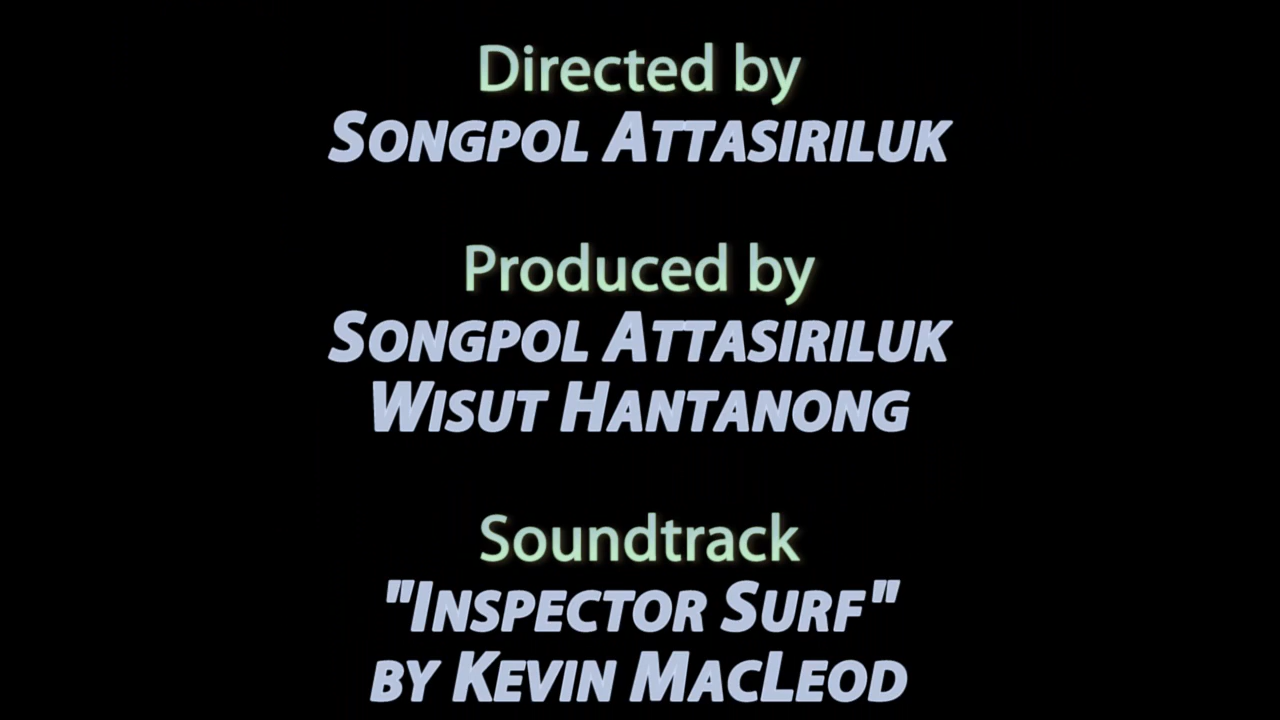 Directed by
SONGPOL ATTASIRILUK
Produced by
SONGPOL ATTASIRILUK
WISUT HANTANONG
Soundtrack
"INSPECTOR SURF"
BY KEVIN MACLEOD